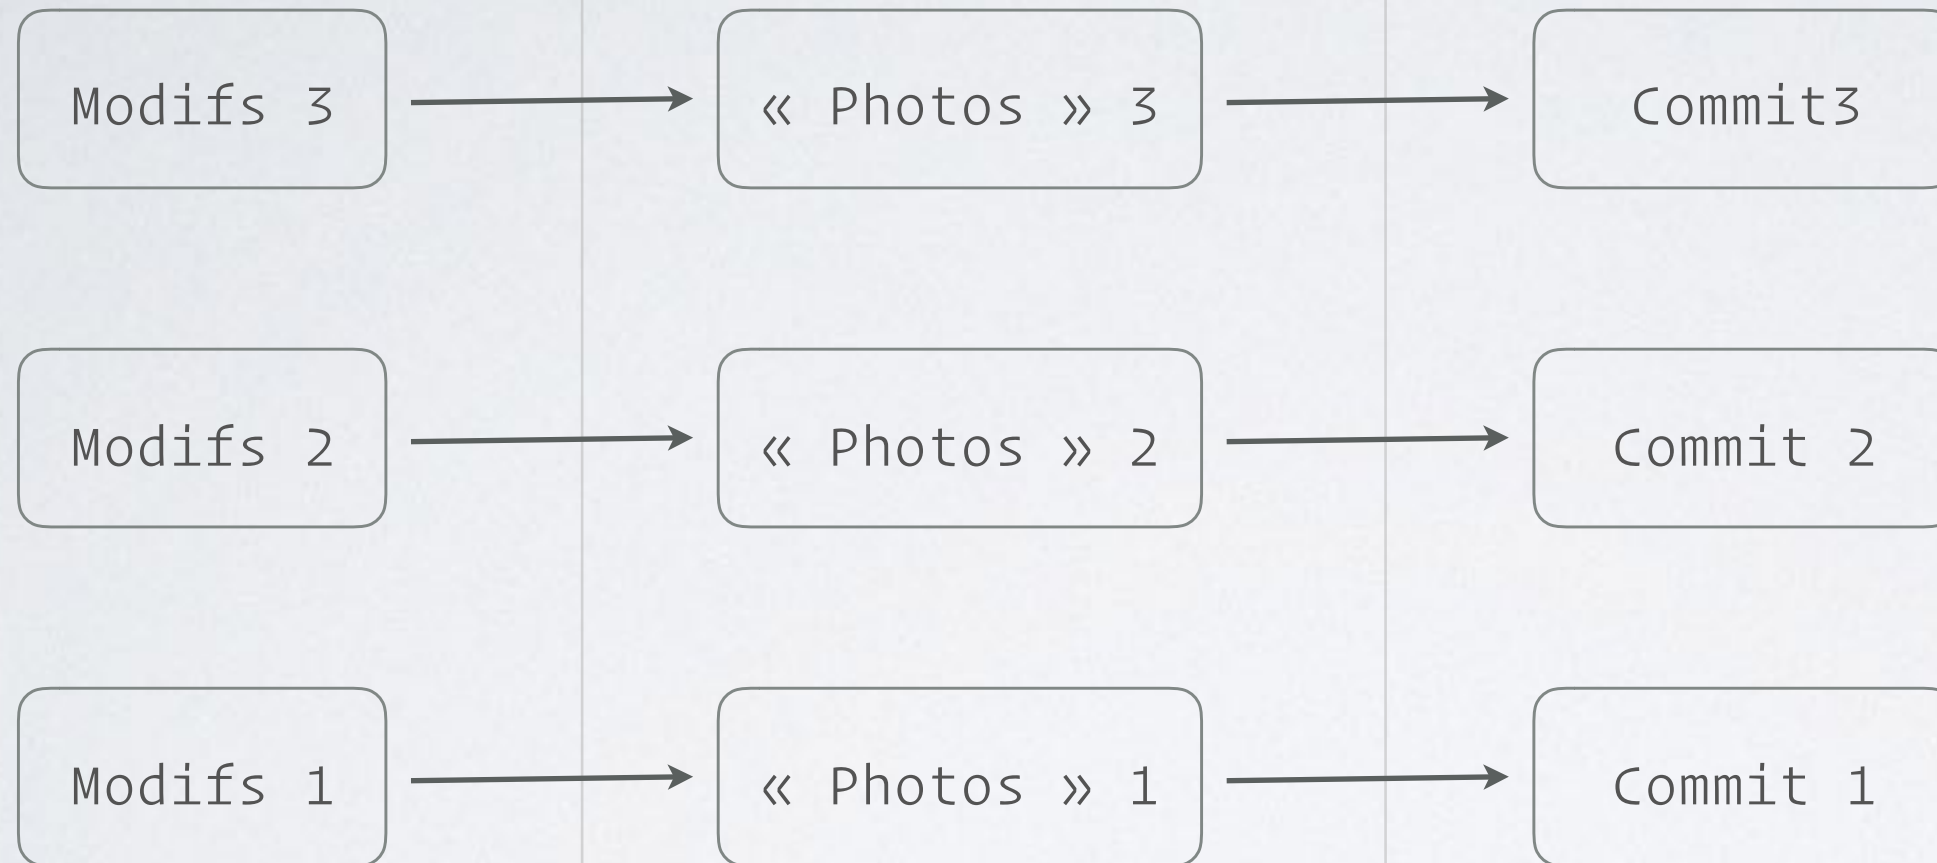 Modifs 3
« Photos » 3
Commit3
Modifs 2
« Photos » 2
Commit 2
Modifs 1
« Photos » 1
Commit 1